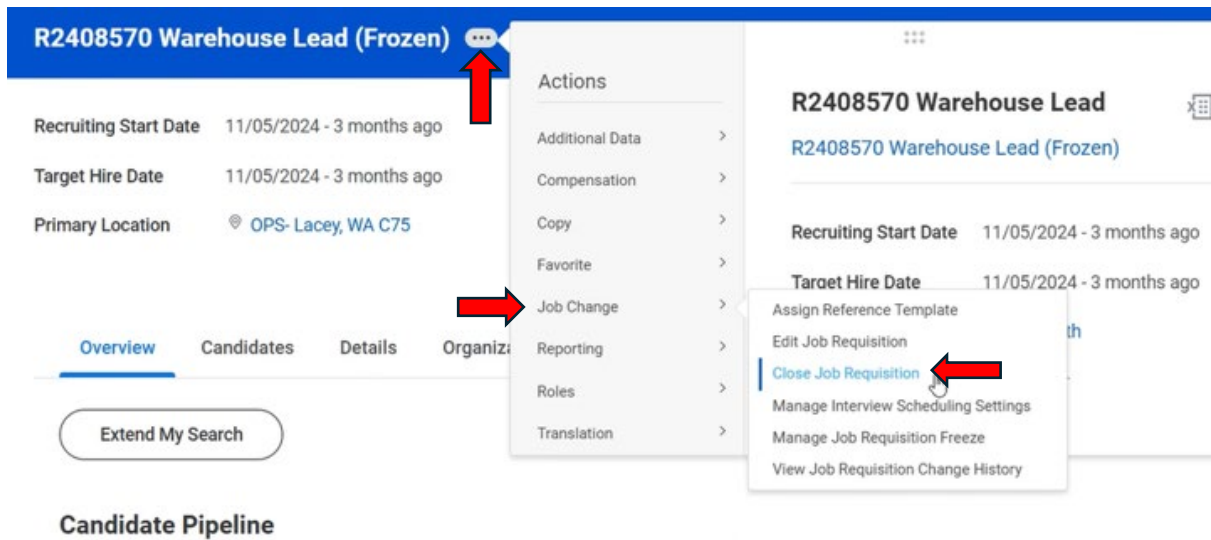 R2408570 Warehouse Lead (Frozen)
Recruiting Start Date 11/05/2024 - 3 months ago
Target Hire Date 11/05/2024 - 3 months ago
Primary Location OPS- Lacey, WA C75
Overview Candidates Details
Extend My Search
Candidate Pipeline
Actions
Additional Data
Compensation
Copy
Favorite
Job Change
Reporting
Roles
Translation
R2408570 Warehouse Lead
R2408570 Warehouse Lead (Frozen)
Recruiting Start Date 11/05/2024 - 3 months ago
Target Hire Date 11/05/2024 - 3 months ago
Assign Reference Template
Edit Job Requisition
Close Job Requisition
Manage Interview Scheduling Settings
Manage Job Requisition Freeze
View Job Requisition Change History